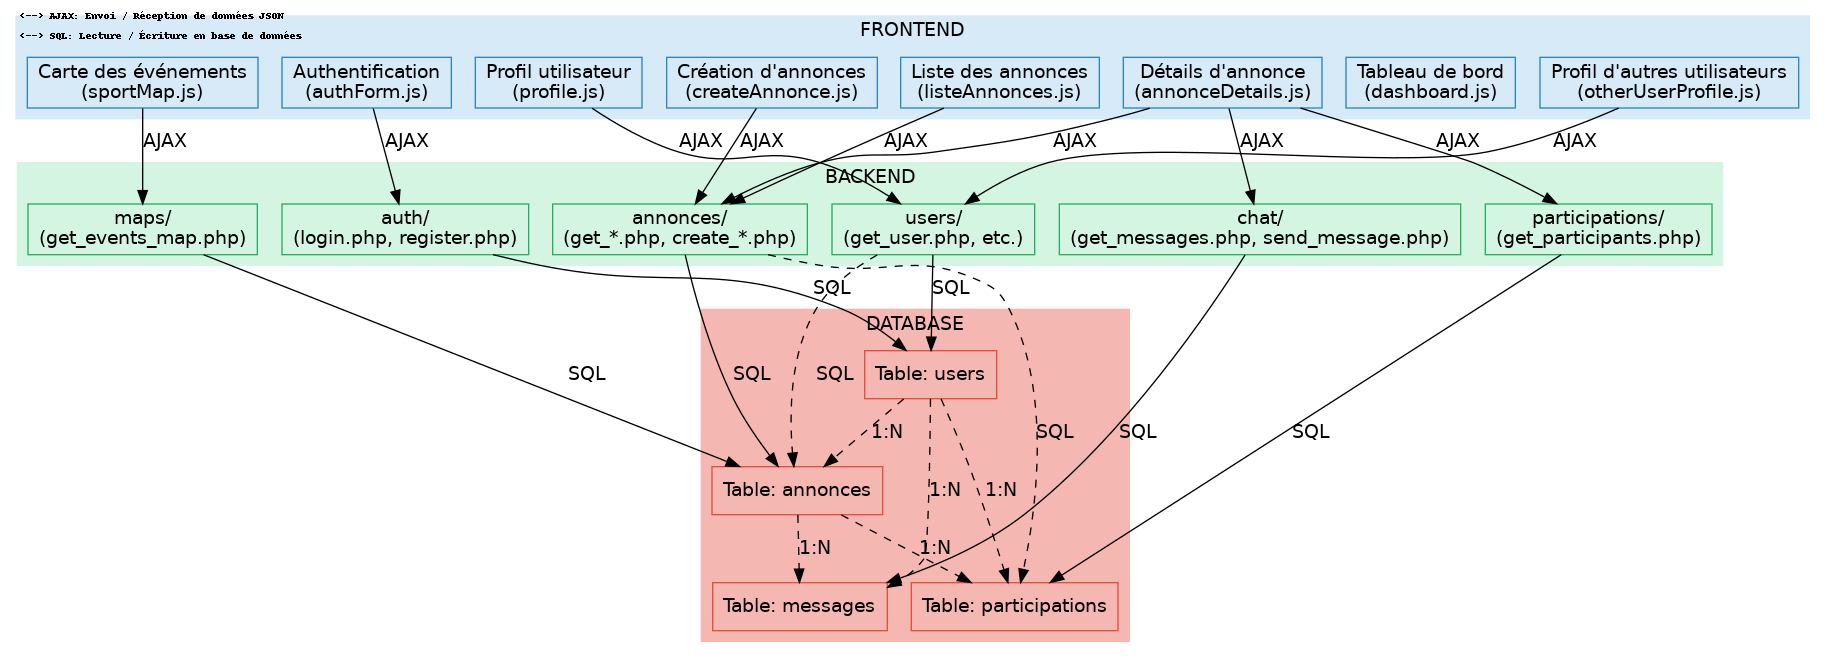 <--> AJAX: Envoi / Réception de données JSON
<--> SQL: Lecture / Écriture en base de données
FRONTEND
Carte des événements
(sportMap.js)
Authentification
(authForm.js)
Profil utilisateur
(profile.js)
Création d'annonces
(createAnnonce.js)
Liste des annonces
(listeAnnonces.js)
Détails d'annonce
(annonceDetails.js)
Tableau de bord
(dashboard.js)
Profil d'autres utilisateurs
(otherUserProfile.js)
AJAX
AJAX
AJAX
AJAX
AJAX
AJAX
AJAX
AJAX
AJAX
BACKEND
maps/
(get_events_map.php)
auth/
(login.php, register.php)
annonces/
(get_*.php, create_*.php)
users/
(get_user.php, etc.)
chat/
(get_messages.php, send_message.php)
participations/
(get_participants.php)
SQL
SQL
DATABASE
SQL
SQL
SQL
Table: users
1:N
SQL
SQL
SQL
Table: annonces
1:N
1:N
1:N
1:N
Table: messages
Table: participations